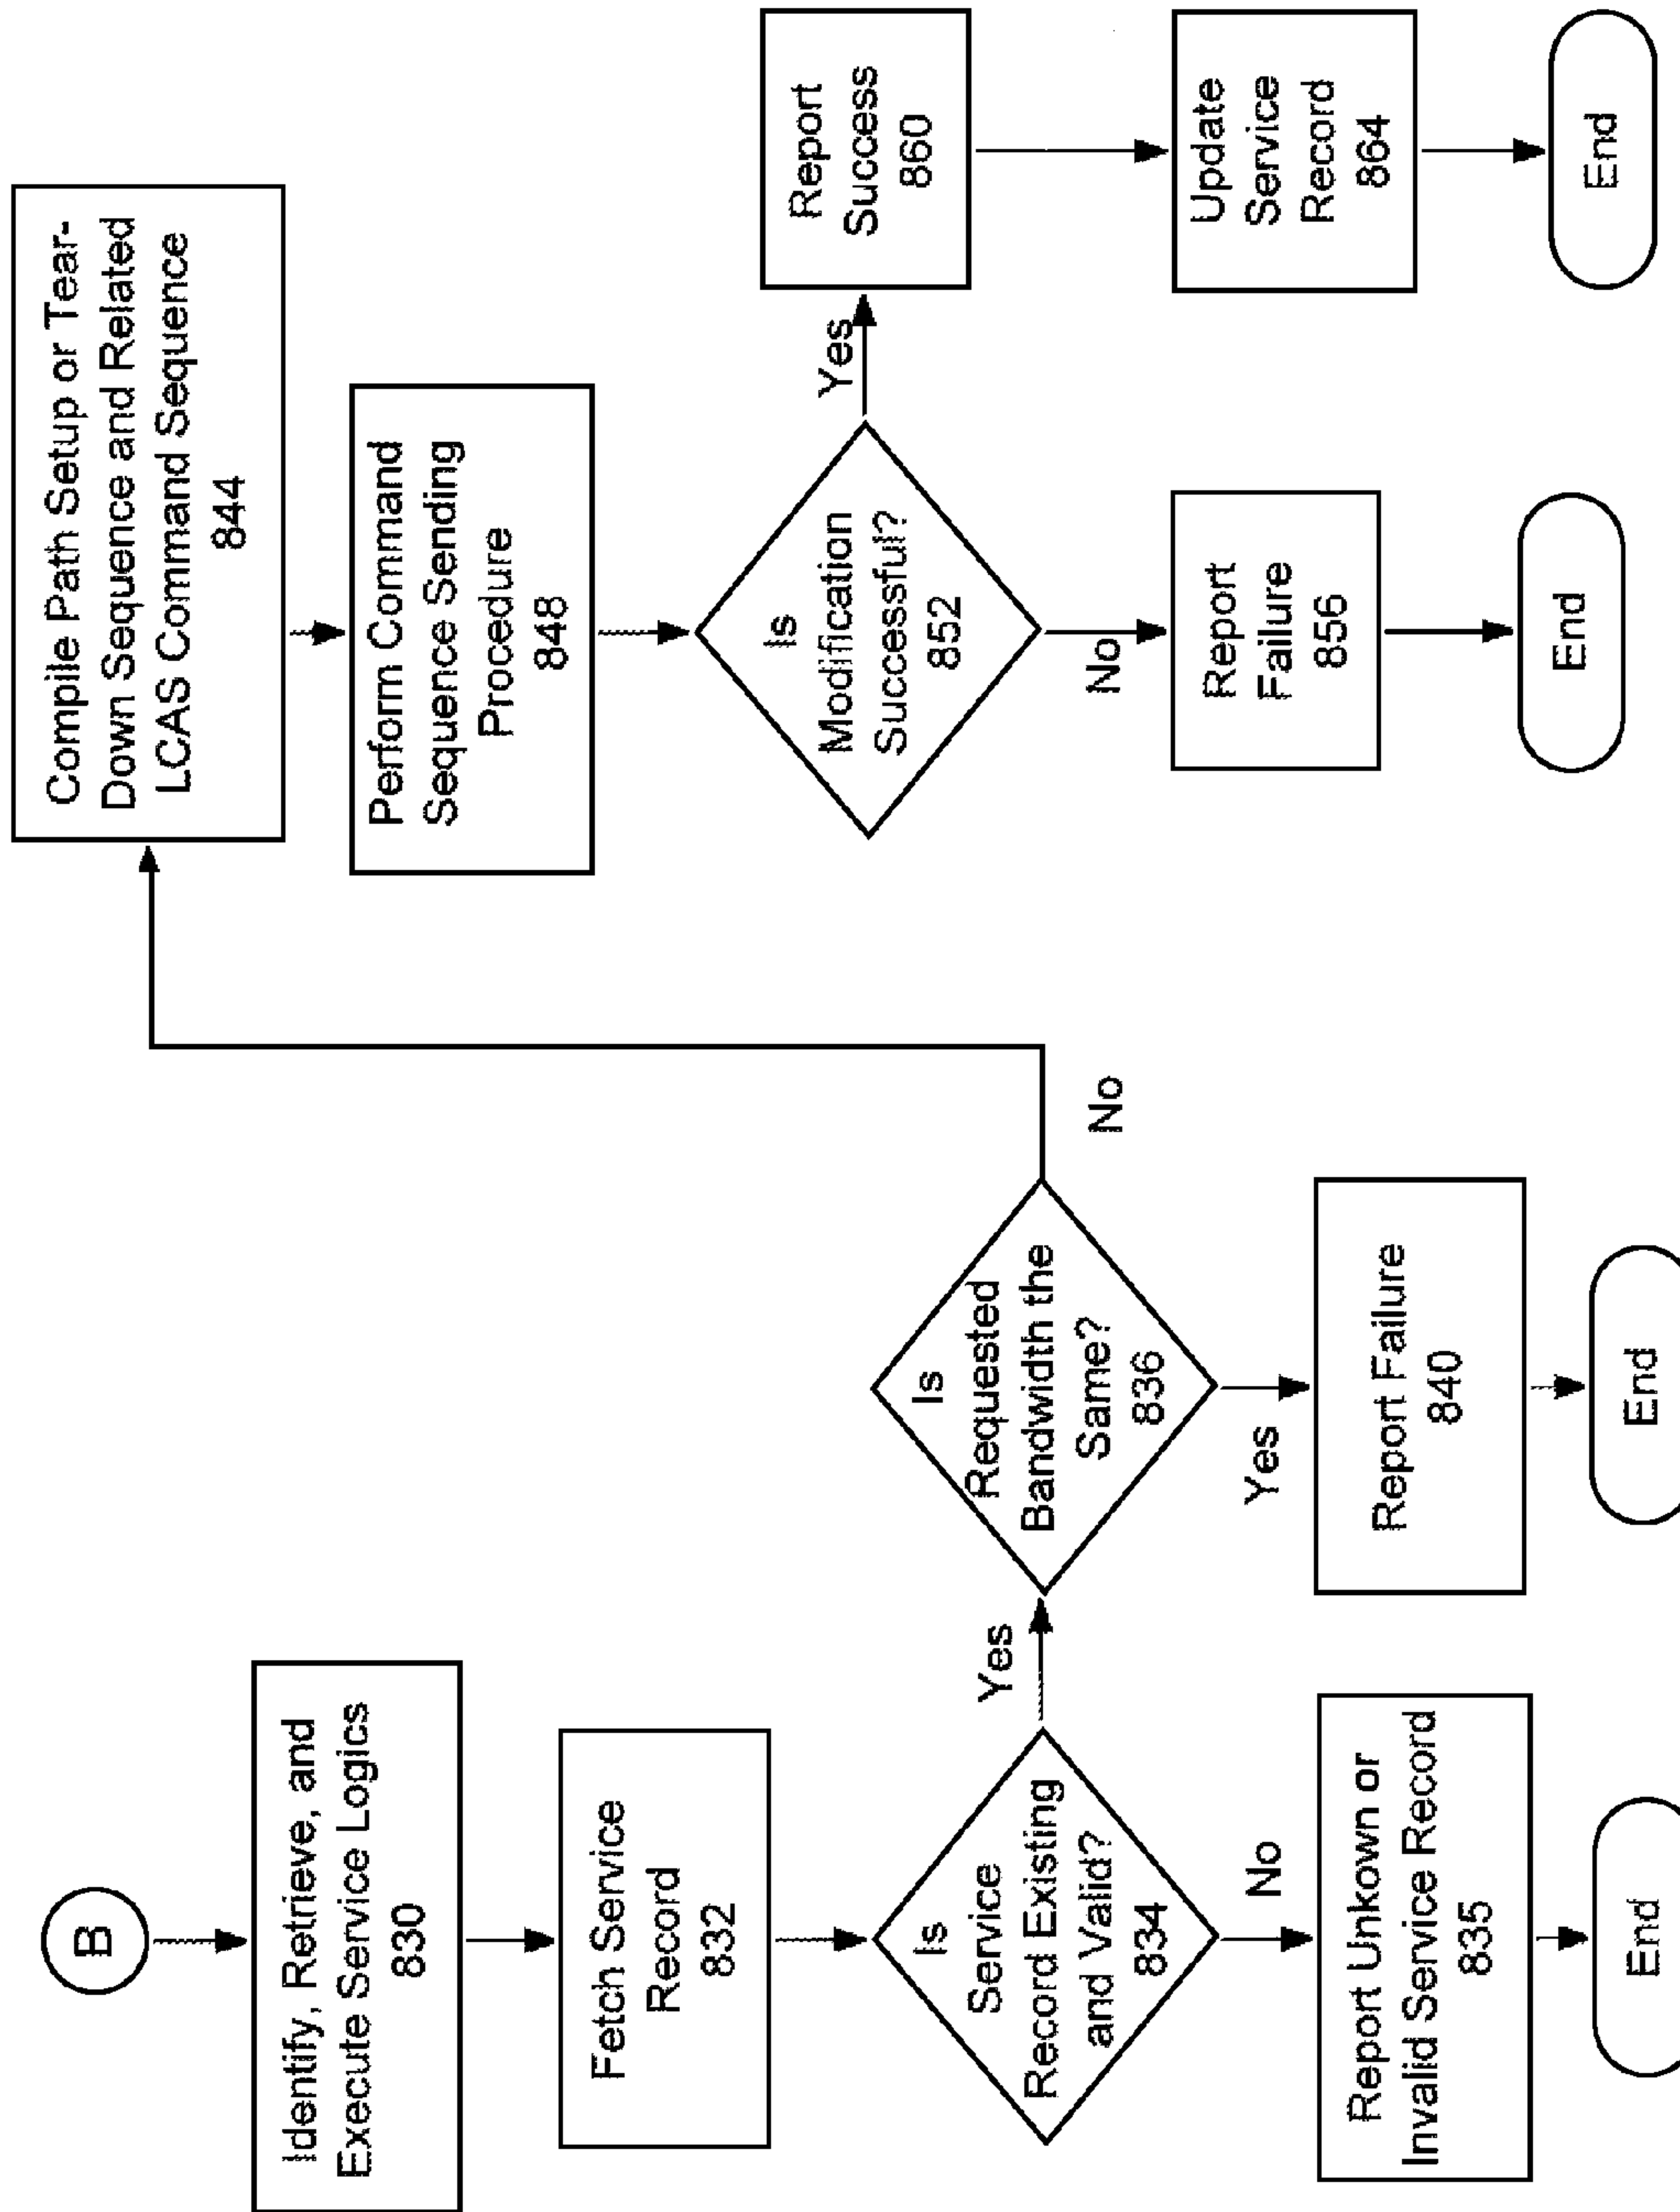 B
Identify, Retrieve, and
Execute Service Logics
830
Fetch Service
Record
832
Is
Service
Record Existing
and Valid?
834
No
Report Unkown or
Invalid Service Record
835
End
Yes
Is
Requested
Bandwidth the
Same?
836
Yes
Report Failure
840
End
No
Compile Path Setup or Tear-
Down Sequence and Related
LCAS Command Sequence
844
Perform Command
Sequence Sending
Procedure
848
Is
Modification
Successful?
852
No
Report
Failure
856
End
Yes
Report
Success
860
Update
Service
Record
864
End